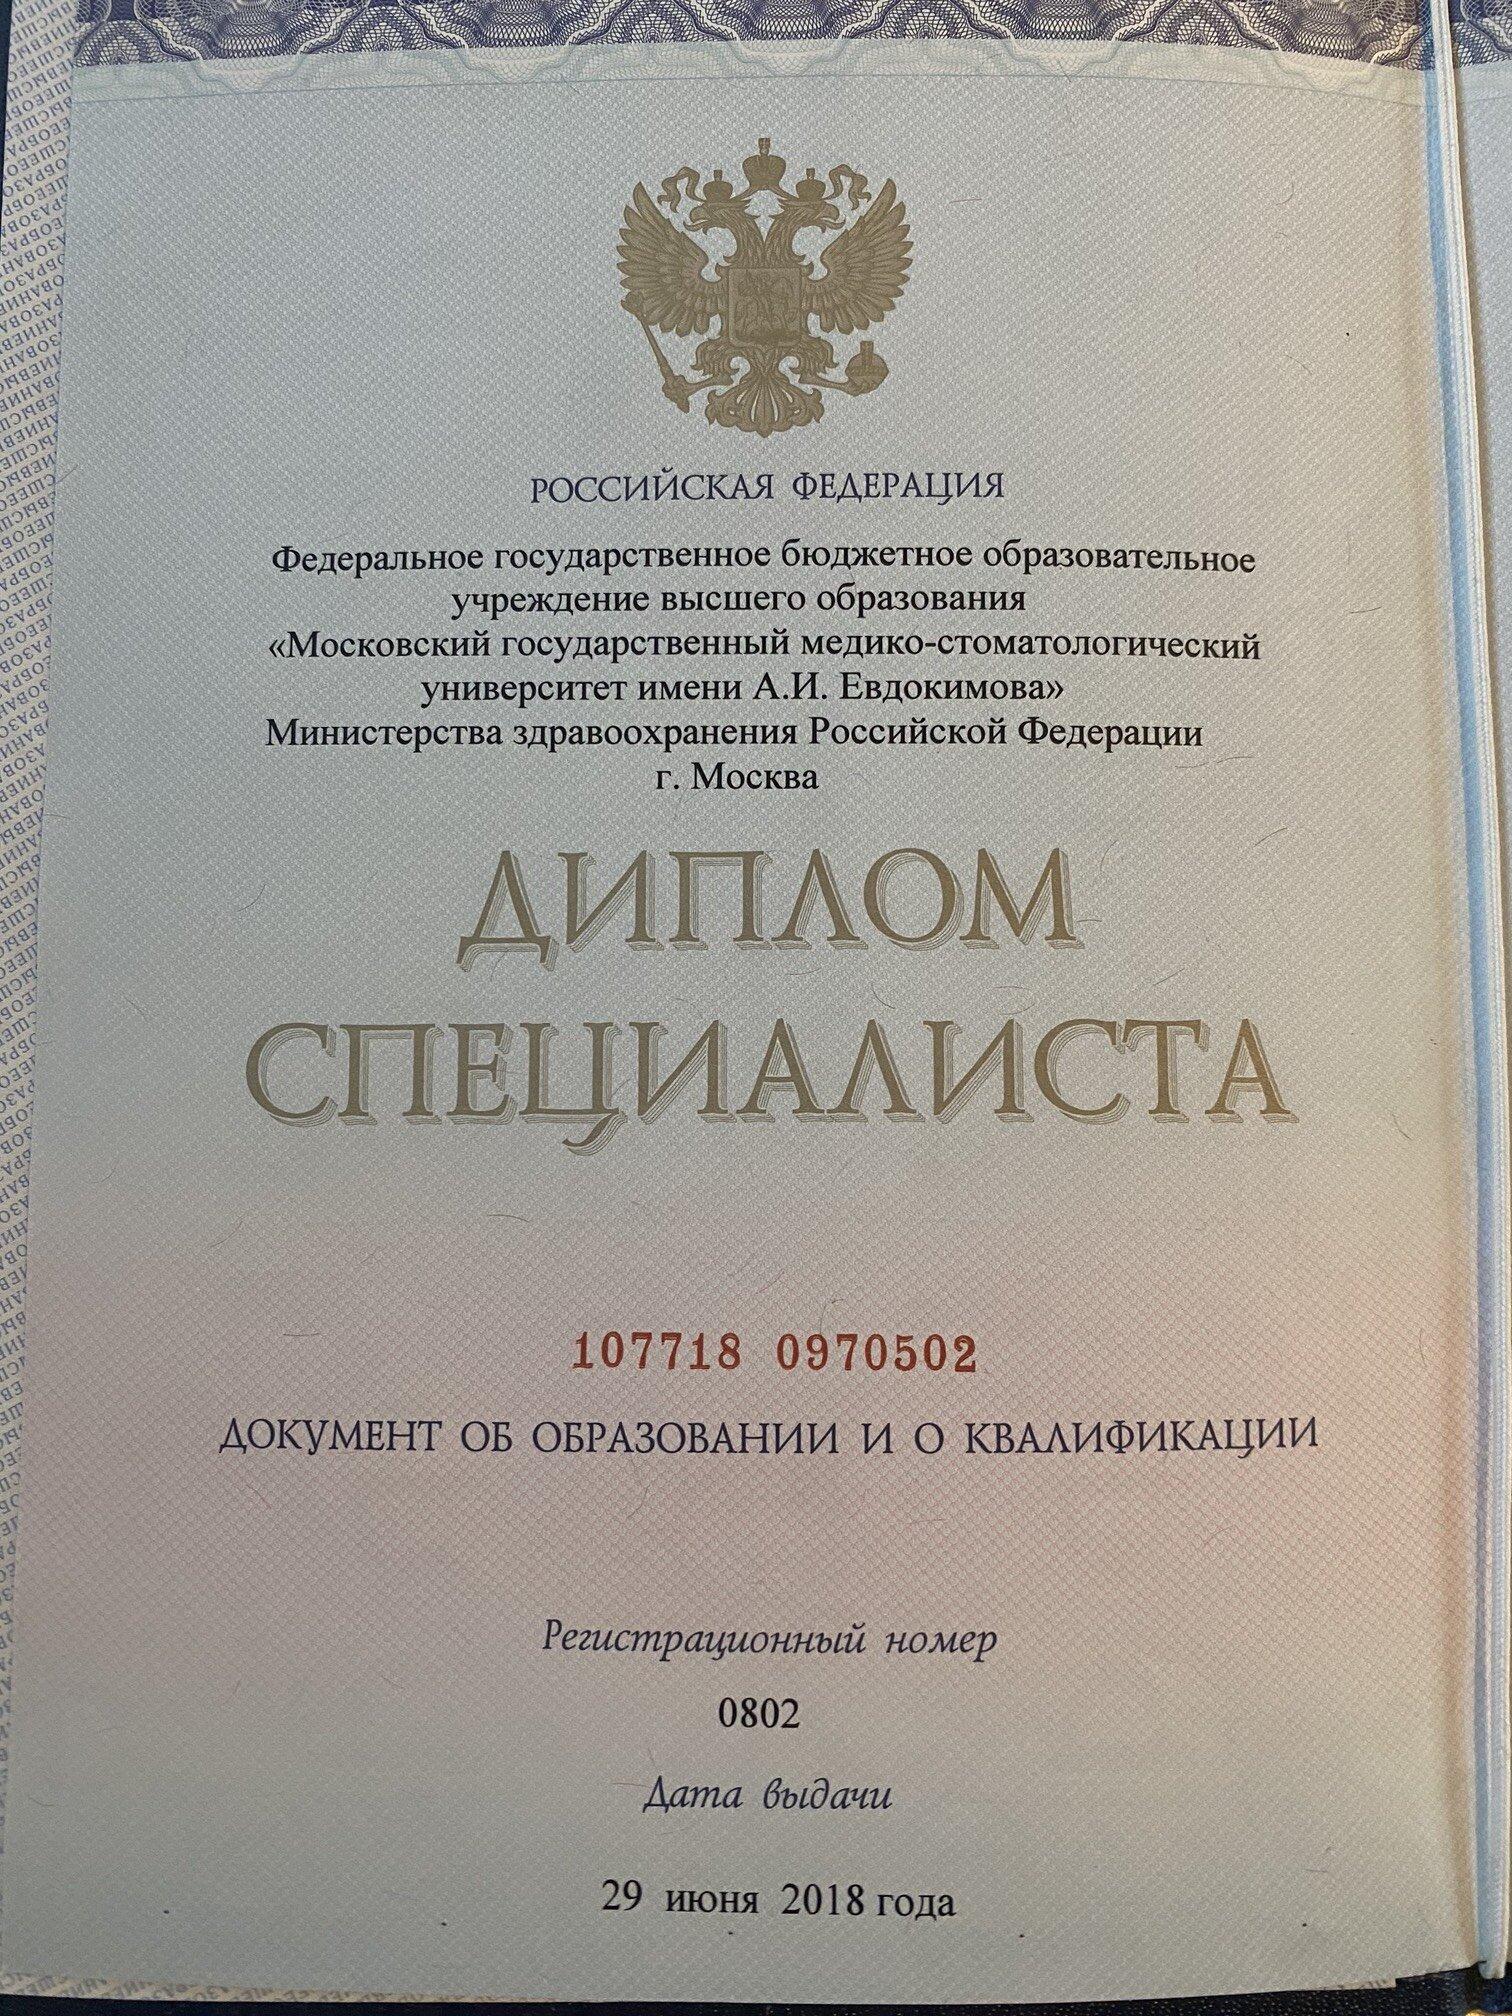 РОССИЙСКАЯ ФЕДЕРАЦИЯ
Федеральное государственное бюджетное образовательное
учреждение высшего образования
«Московский государственный медико-стоматологический
университет имени А.И. Евдокимова»
Министерства здравоохранения Российской Федерации
г. Москва
ДИПЛОМ
СПЕЦИАЛИСТА
107718 0970502
ДОКУМЕНТ ОБ ОБРАЗОВАНИИ И О КВАЛИФИКАЦИИ
Регистрационный номер
0802
Дата выдачи
29 июня 2018 года